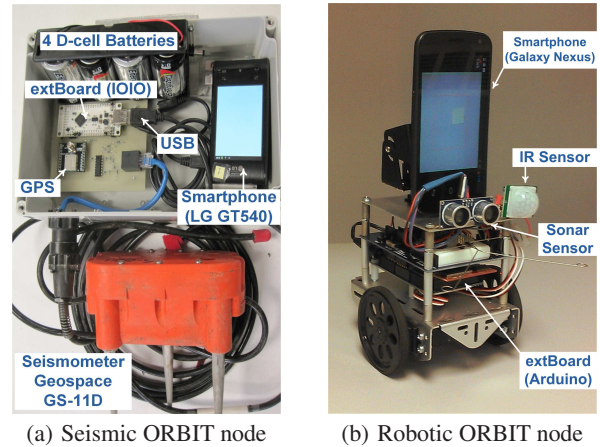 4 D-cell Batteries
extBoard (IOIO)
USB
GPS
Smartphone
(LG GT540)
Seismometer
Geospace
GS-11D
(a) Seismic ORBIT node
Smartphone
(Galaxy Nexus)
IR Sensor
Sonar
Sensor
extBoard
(Arduino)
(b) Robotic ORBIT node